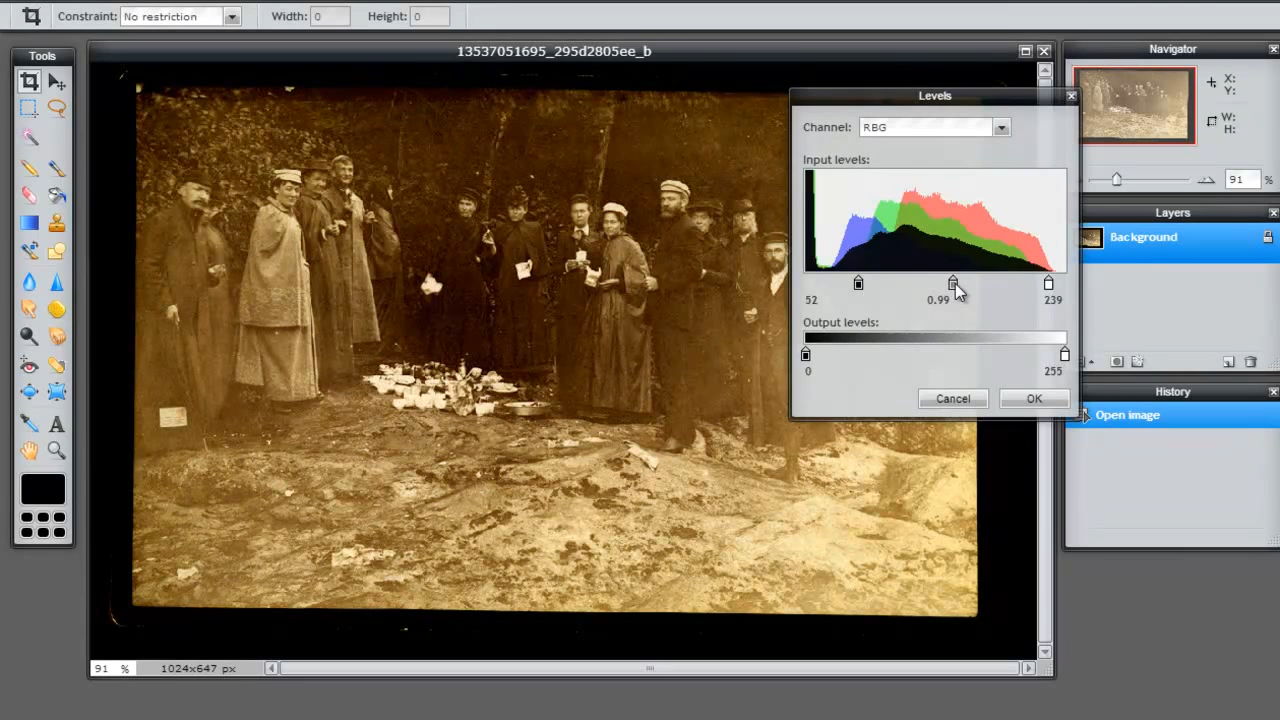 Constraint: No restriction Width: 0 Height: 0
Tools
13537051695_295d2805ee_b
Navigator
X:
Y:
W:
H:
91 %
Levels
Channel: RBG
Input levels:
52 0.99 239
Output levels:
0 255
Cancel OK
Layers
Background
History
Open image
91 % 1024x647 px